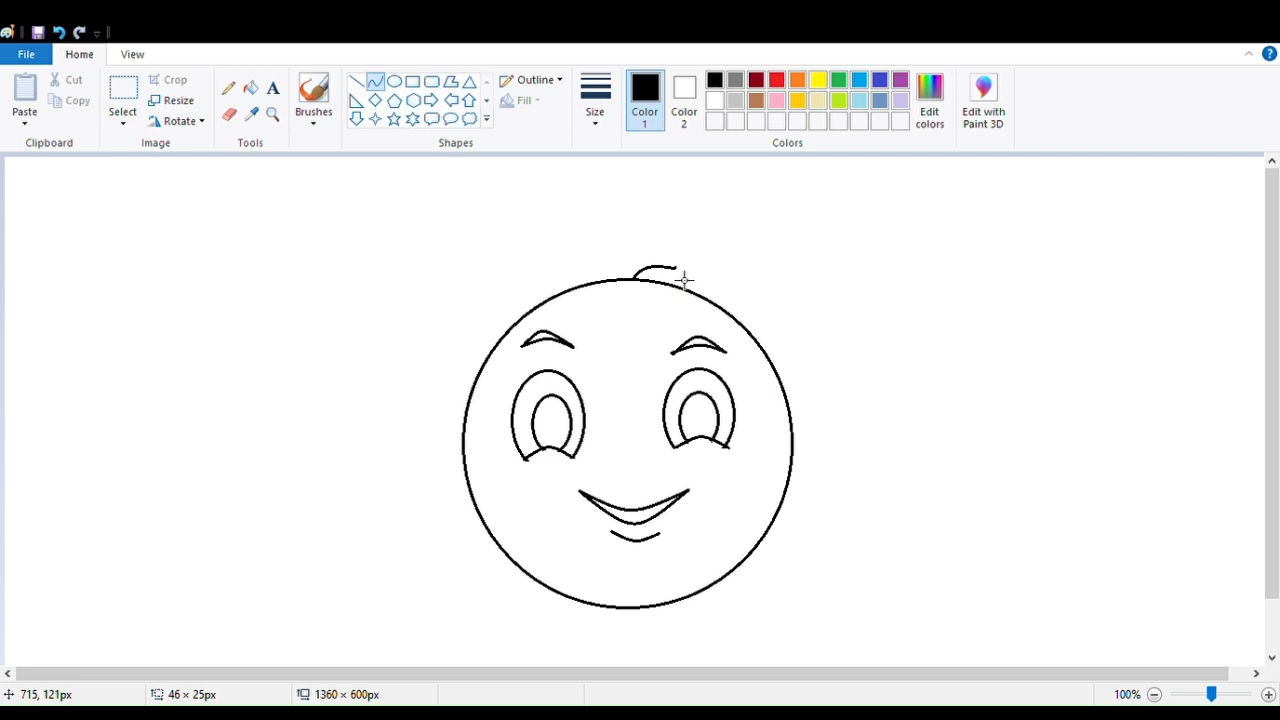 File Home View
Paste
Cut
Copy
Clipboard
Select
Crop
Resize
Rotate
Image
A
Tools
Brushes
Shapes
Outline
Fill
Size
Color 1
Color 2
Colors
Edit colors
Edit with Paint 3D
?
715, 121px 46 × 25px 1360 × 600px 100%